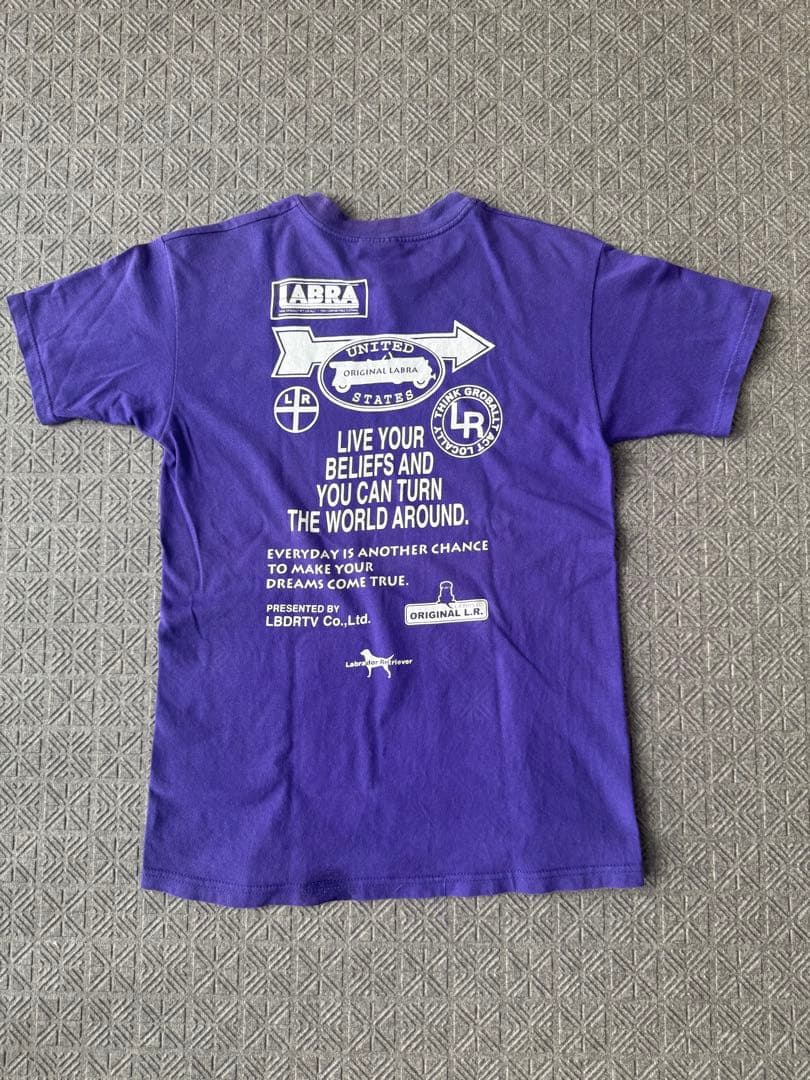 LABRA
UNITED
ORIGINAL LABRA
STATES
L R
LR
THINK GROBALLY ACT LOCALLY
LIVE YOUR
BELIEFS AND
YOU CAN TURN
THE WORLD AROUND.
EVERYDAY IS ANOTHER CHANCE
TO MAKE YOUR
DREAMS COME TRUE.
PRESENTED BY
LBDRTV Co.,Ltd.
ORIGINAL L.R.
Labrador Retriever